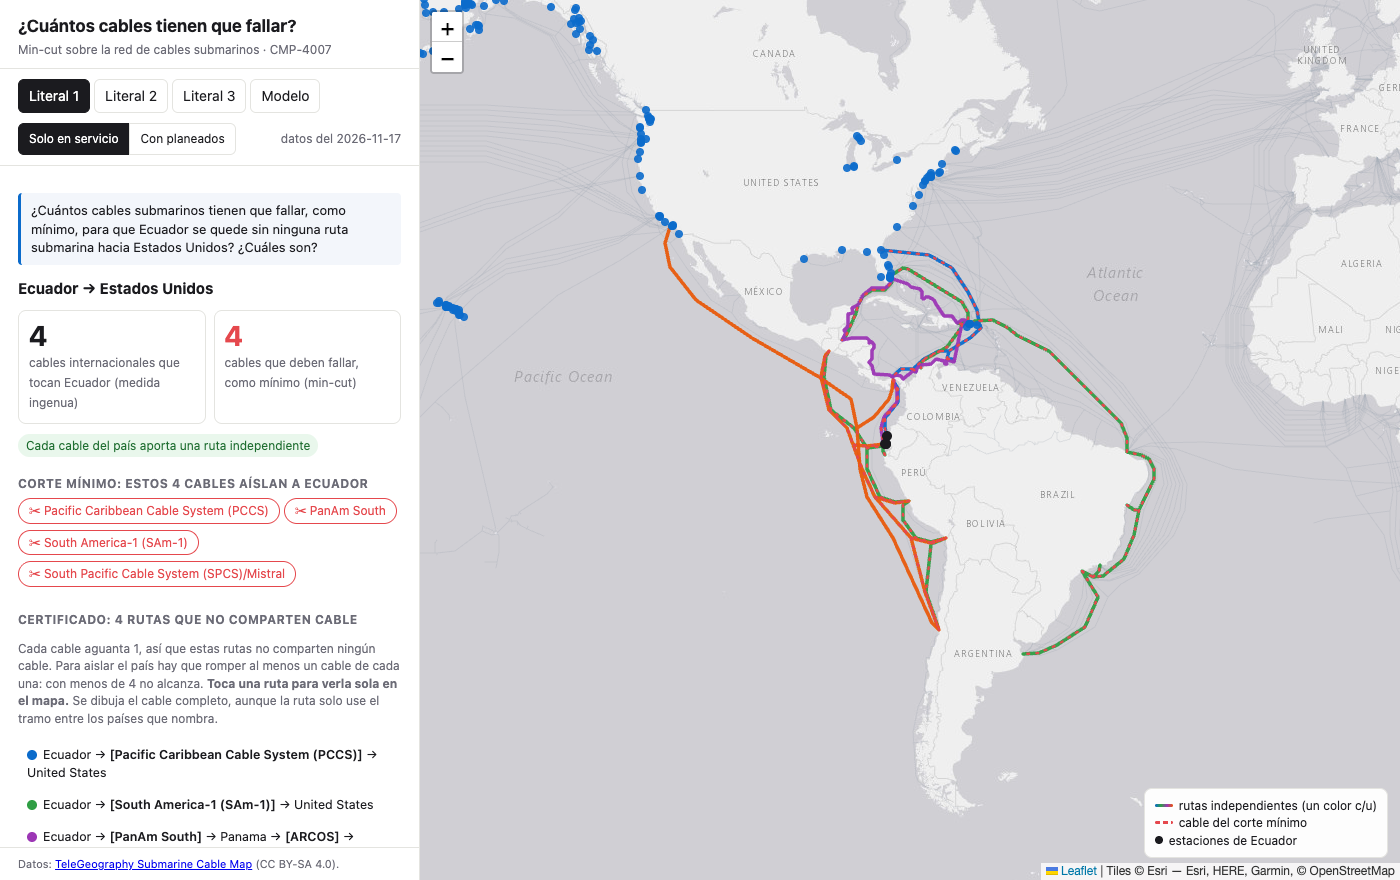 ¿Cuántos cables tienen que fallar?
Min-cut sobre la red de cables submarinos · CMP-4007
Literal 1
Literal 2
Literal 3
Modelo
Solo en servicio
Con planeados
datos del 2026-11-17
¿Cuántos cables submarinos tienen que fallar, como
mínimo, para que Ecuador se quede sin ninguna ruta
submarina hacia Estados Unidos? ¿Cuáles son?
Ecuador → Estados Unidos
4
cables internacionales que
tocan Ecuador (medida
ingenua)
4
cables que deben fallar,
como mínimo (min-cut)
Cada cable del país aporta una ruta independiente
CORTE MÍNIMO: ESTOS 4 CABLES AÍSLAN A ECUADOR
✂ Pacific Caribbean Cable System (PCCS)
✂ PanAm South
✂ South America-1 (SAm-1)
✂ South Pacific Cable System (SPCS)/Mistral
CERTIFICADO: 4 RUTAS QUE NO COMPARTEN CABLE
Cada cable aguanta 1, así que estas rutas no comparten ningún
cable. Para aislar el país hay que romper al menos un cable de cada
una: con menos de 4 no alcanza. Toca una ruta para verla sola en
el mapa. Se dibuja el cable completo, aunque la ruta solo use el
tramo entre los países que nombra.
Ecuador → [Pacific Caribbean Cable System (PCCS)] →
United States
Ecuador → [South America-1 (SAm-1)] → United States
Ecuador → [PanAm South] → Panama → [ARCOS] →
Datos: TeleGeography Submarine Cable Map (CC BY-SA 4.0).
+
−
CANADA
UNITED
KINGDOM
GER
FRANCE
UNITED STATES
ALGERIA
Atlantic
Ocean
MÉXICO
MALI
NIG
NIGE
Pacific Ocean
VENEZUELA
COLOMBIA
PERÚ
BRAZIL
BOLIVIA
ARGENTINA
rutas independientes (un color c/u)
cable del corte mínimo
estaciones de Ecuador
Leaflet | Tiles © Esri — Esri, HERE, Garmin, © OpenStreetMap